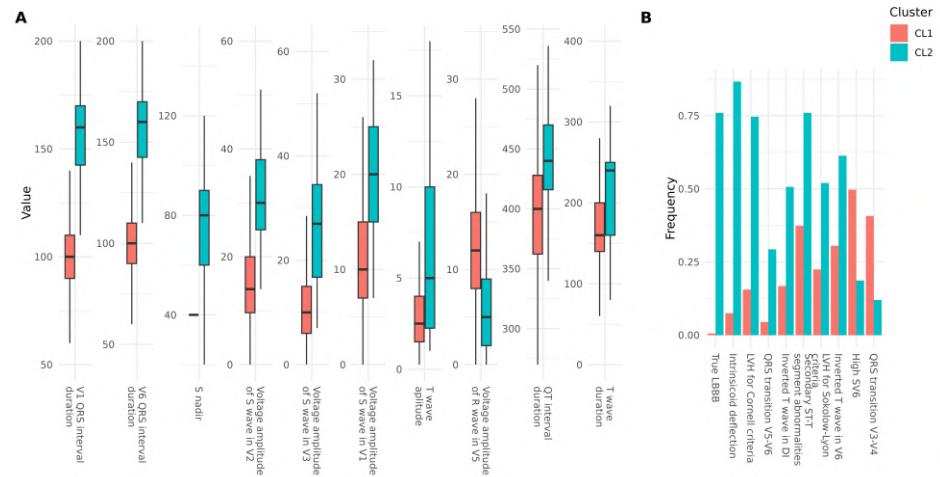 A
B
Cluster
CL1
CL2
Value
200
150
100
50
200
150
100
50
120
80
40
60
40
20
0
60
40
20
0
30
20
10
0
15
10
5
0
30
20
10
0
550
500
450
400
350
300
400
300
200
100
0
V1 QRS interval
duration
V6 QRS interval
duration
S nadir
Voltage amplitude
of S wave in V2
Voltage amplitude
of S wave in V3
Voltage amplitude
of S wave in V1
T wave
aplitude
Voltage amplitude
of R wave in V5
QT interval
duration
T wave
duration
Frequency
0.75
0.50
0.25
0.00
True LBBB
Intrinsicoid deflection
LVH for Cornell criteria
QRS transition V5-V6
Inverted T wave in DI
Secondary ST-T
segment abnormalities
LVH for Sokolow-Lyon
criteria
Inverted T wave in V6
High SV6
QRS transition V3-V4